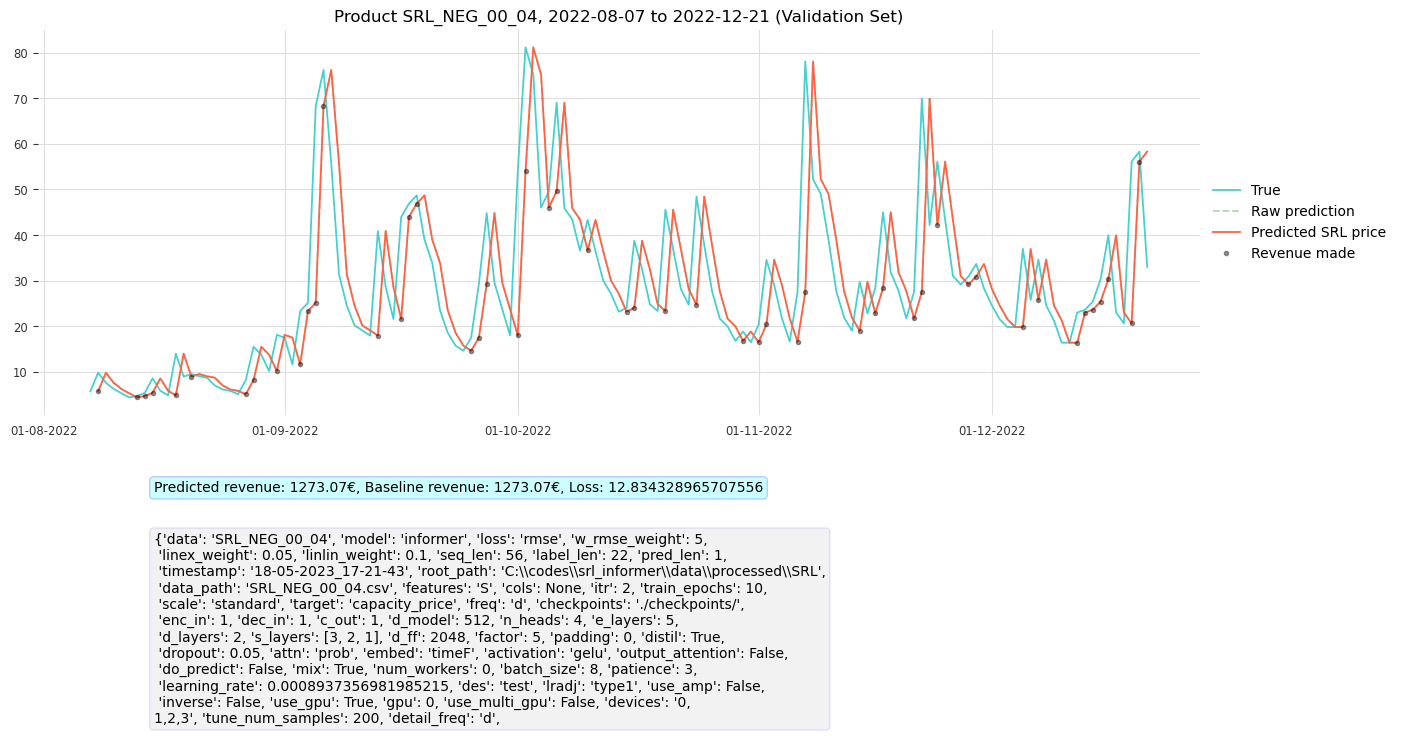 Product SRL_NEG_00_04, 2022-08-07 to 2022-12-21 (Validation Set)
80
70
60
50
40
30
20
10
01-08-2022
01-09-2022
01-10-2022
01-11-2022
01-12-2022
True
Raw prediction
Predicted SRL price
Revenue made
Predicted revenue: 1273.07€, Baseline revenue: 1273.07€, Loss: 12.834328965707556
{'data': 'SRL_NEG_00_04', 'model': 'informer', 'loss': 'rmse', 'w_rmse_weight': 5,
'linex_weight': 0.05, 'linlin_weight': 0.1, 'seq_len': 56, 'label_len': 22, 'pred_len': 1,
'timestamp': '18-05-2023_17-21-43', 'root_path': 'C:\\codes\\srl_informer\\data\\processed\\SRL',
'data_path': 'SRL_NEG_00_04.csv', 'features': 'S', 'cols': None, 'itr': 2, 'train_epochs': 10,
'scale': 'standard', 'target': 'capacity_price', 'freq': 'd', 'checkpoints': './checkpoints/',
'enc_in': 1, 'dec_in': 1, 'c_out': 1, 'd_model': 512, 'n_heads': 4, 'e_layers': 5,
'd_layers': 2, 's_layers': [3, 2, 1], 'd_ff': 2048, 'factor': 5, 'padding': 0, 'distil': True,
'dropout': 0.05, 'attn': 'prob', 'embed': 'timeF', 'activation': 'gelu', 'output_attention': False,
'do_predict': False, 'mix': True, 'num_workers': 0, 'batch_size': 8, 'patience': 3,
'learning_rate': 0.0008937356981985215, 'des': 'test', 'lradj': 'type1', 'use_amp': False,
'inverse': False, 'use_gpu': True, 'gpu': 0, 'use_multi_gpu': False, 'devices': '0,
1,2,3', 'tune_num_samples': 200, 'detail_freq': 'd',